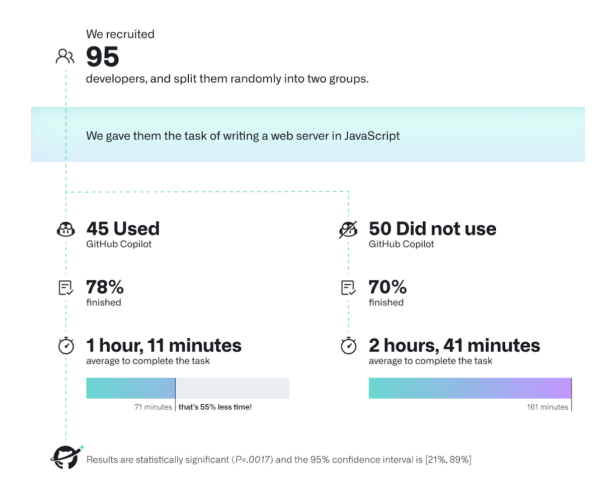 We recruited
95
developers, and split them randomly into two groups.
We gave them the task of writing a web server in JavaScript
45 Used
GitHub Copilot
78%
finished
1 hour, 11 minutes
average to complete the task
71 minutes
that's 55% less time!
50 Did not use
GitHub Copilot
70%
finished
2 hours, 41 minutes
average to complete the task
161 minutes
Results are statistically significant (P=.0017) and the 95% confidence interval is [21%, 89%]